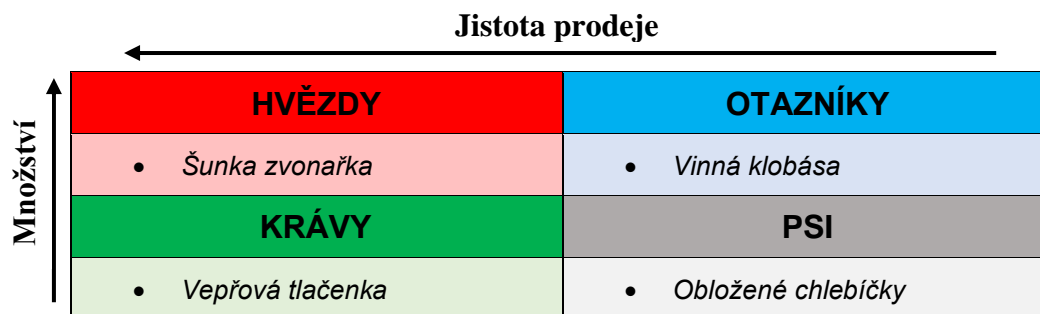 Jistota prodeje
Množství
HVĚZDY
OTAZNÍKY
• Šunka zvonařka
• Vinná klobása
KRÁVY
PSI
• Vepřová tlačenka
• Obložené chlebíčky